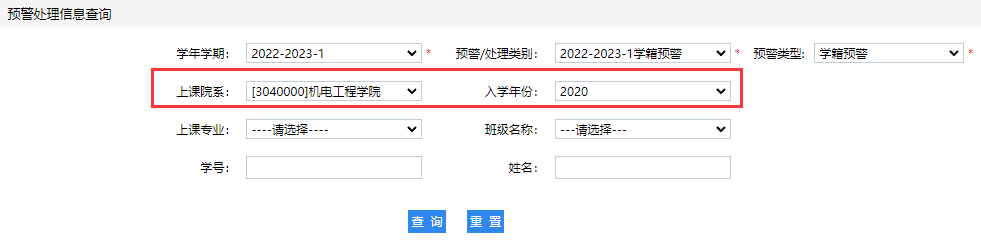 预警处理信息查询
学年学期： 2022-2023-1 * 预警/处理类别： 2022-2023-1学籍预警 * 预警类型： 学籍预警 *
上课院系： [3040000]机电工程学院 入学年份： 2020
上课专业： ----请选择---- 班级名称： ---请选择---
学号： 姓名：
查 询 重 置